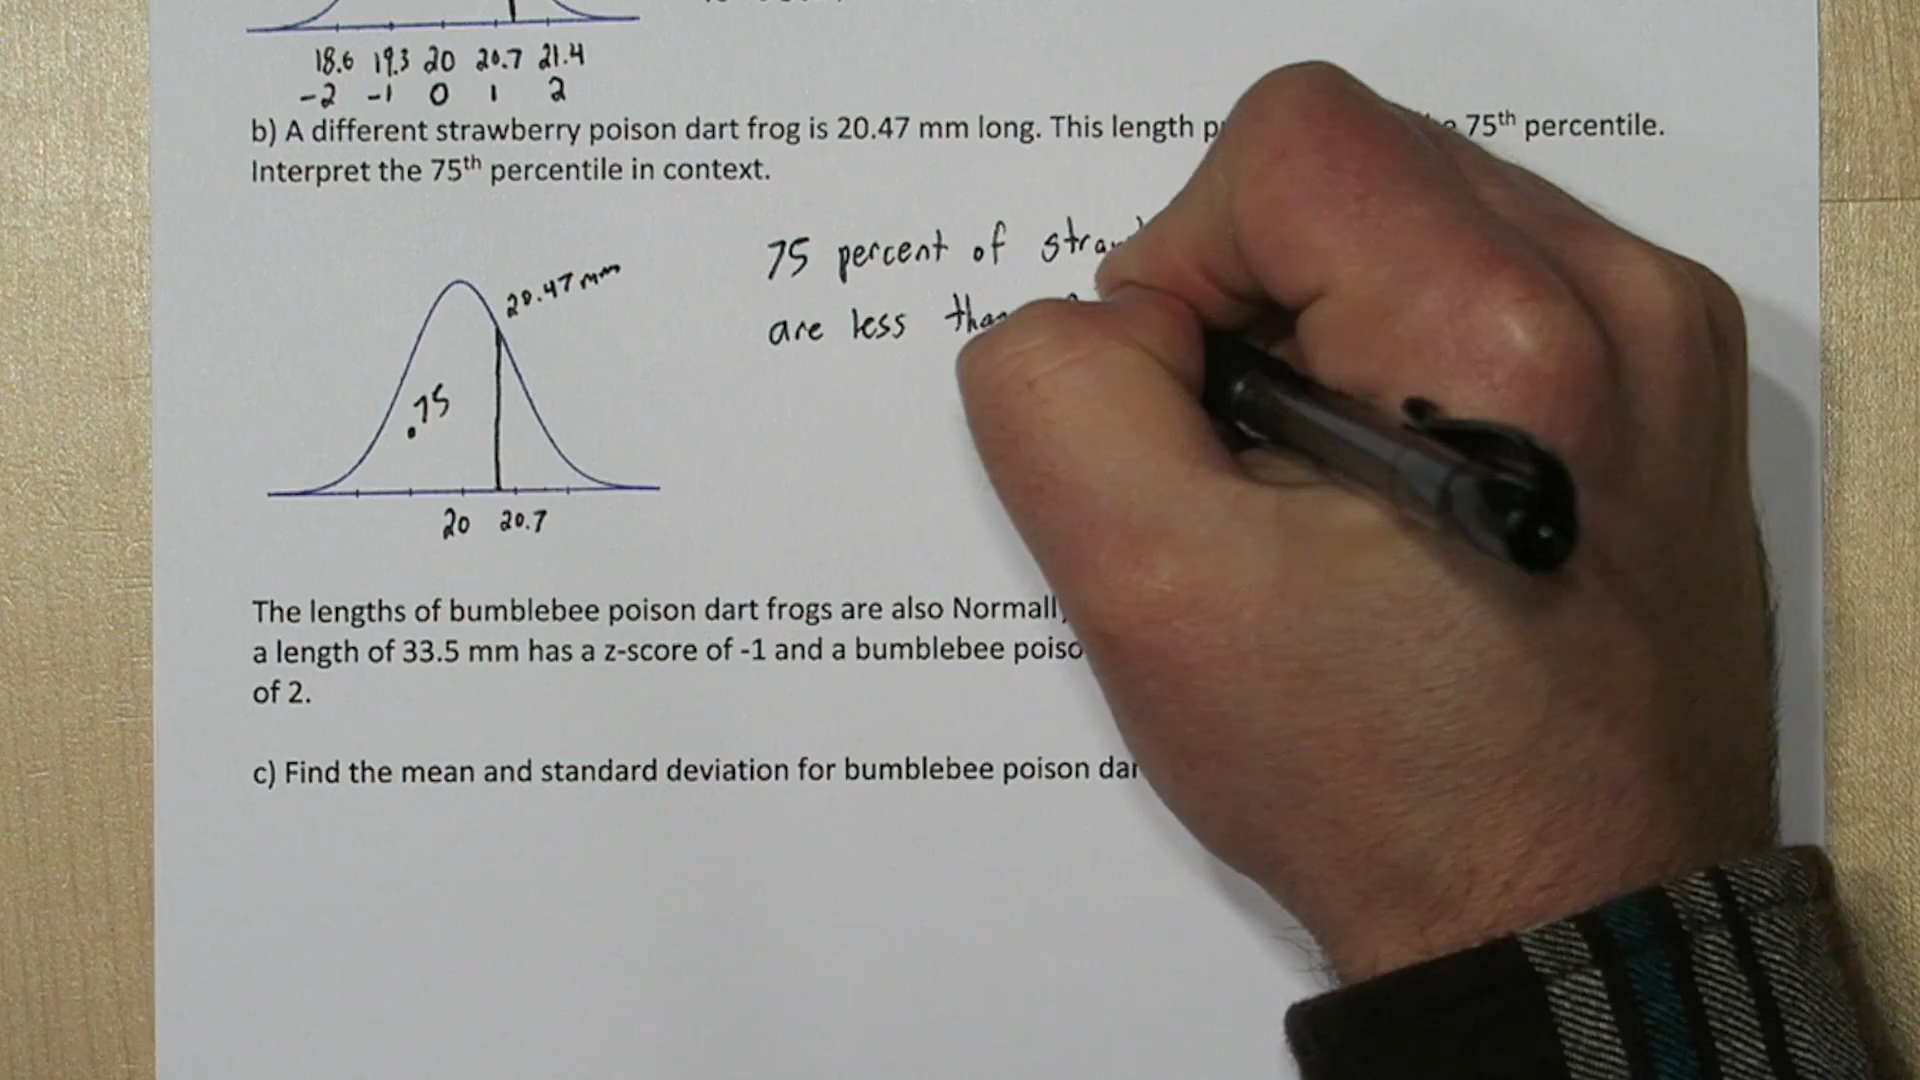 18.6 19.3 20 20.7 21.4
-2 -1 0 1 2
b) A different strawberry poison dart frog is 20.47 mm long. This length 75th percentile.
Interpret the 75th percentile in context.
75 percent of
are less than
20.47 mm
.75
20 20.7
The lengths of bumblebee poison dart frogs are also
a length of 33.5 mm has a z-score of -1 and a bumblebee
of 2.
c) Find the mean and standard deviation for bumblebee poison